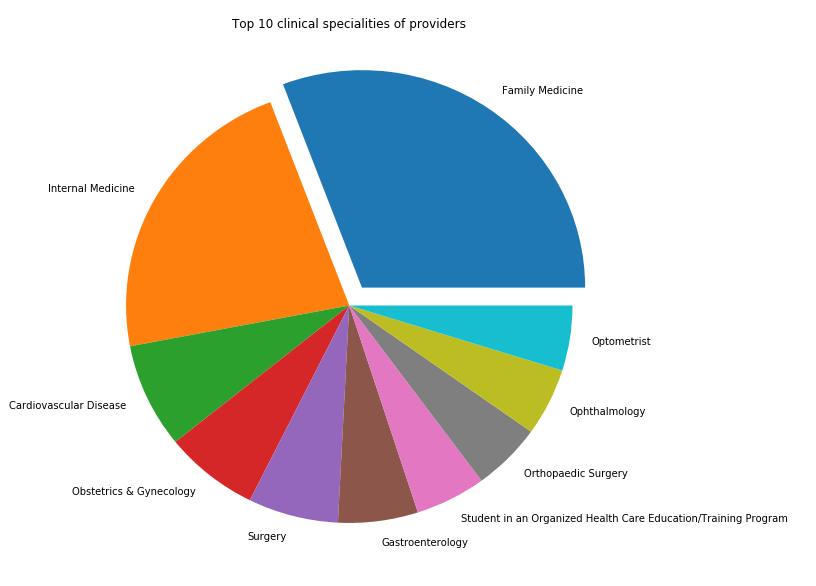 Top 10 clinical specialities of providers
Family Medicine
Internal Medicine
Cardiovascular Disease
Obstetrics & Gynecology
Surgery
Gastroenterology
Student in an Organized Health Care Education/Training Program
Orthopaedic Surgery
Ophthalmology
Optometrist